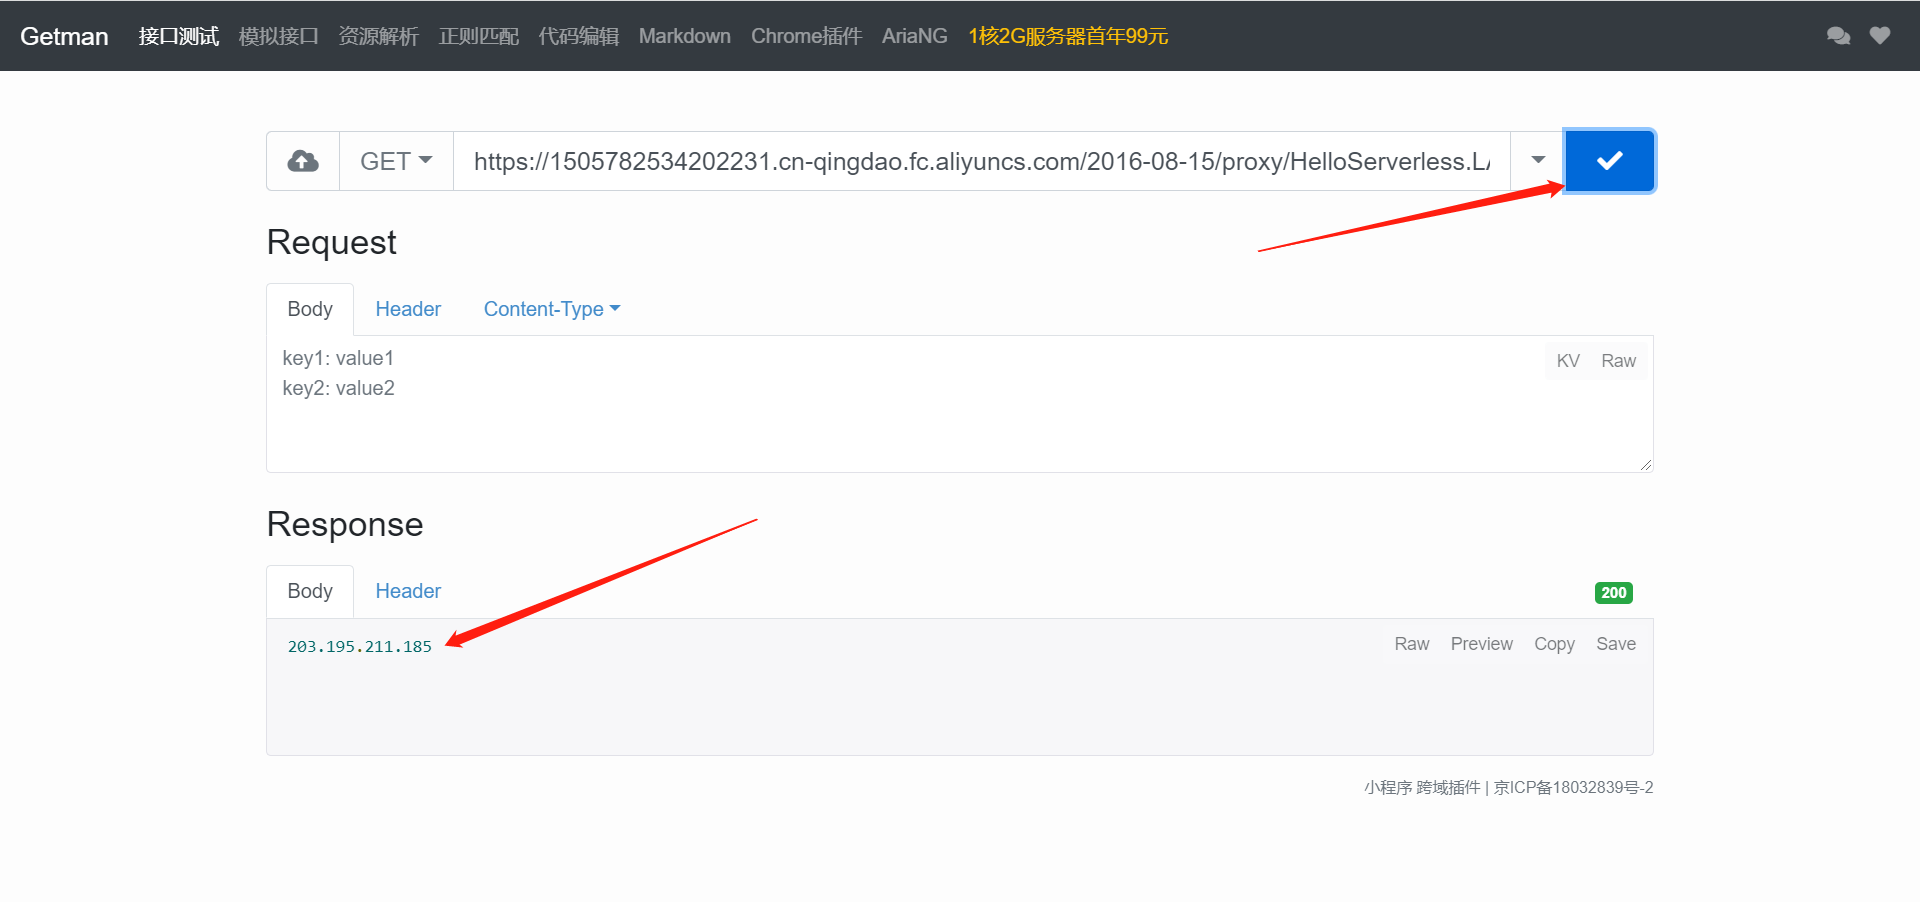 Getman 接口测试 模拟接口 资源解析 正则匹配 代码编辑 Markdown Chrome插件 AriaNG 1核2G服务器首年99元
GET https://1505782534202231.cn-qingdao.fc.aliyuncs.com/2016-08-15/proxy/HelloServerless.L
Request
Body Header Content-Type
key1: value1
key2: value2
KV Raw
Response
Body Header 200
203.195.211.185
Raw Preview Copy Save
小程序 跨域插件 | 京ICP备18032839号-2